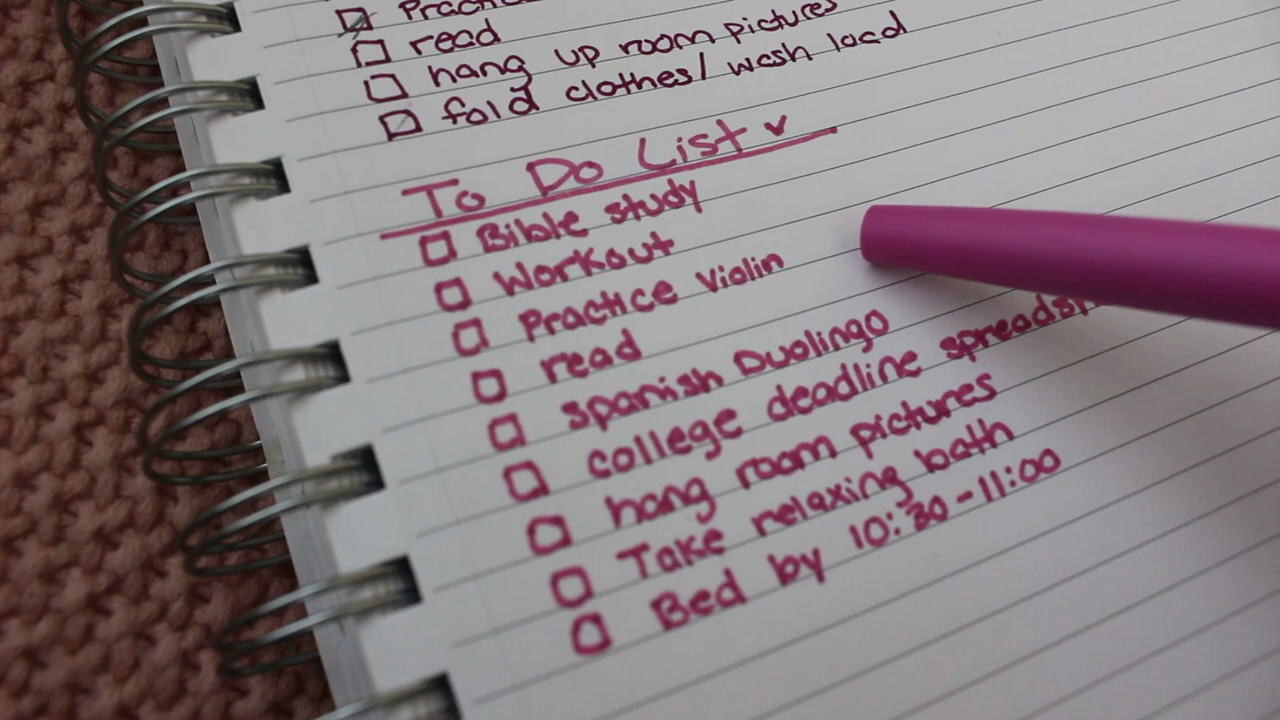 read
hang up room pictures
fold clothes/ wash load
To Do List
Bible study
Workout
Practice Violin
read
Spanish Duolingo
college deadline
hang room pictures
Take relaxing bath
Bed by 10:30-11:00